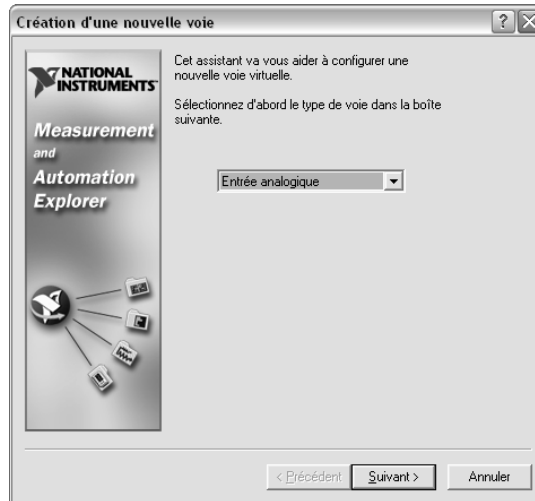 Création d'une nouvelle voie
NATIONAL
INSTRUMENTS
Measurement
and
Automation
Explorer
Cet assistant va vous aider à configurer une
nouvelle voie virtuelle.
Sélectionnez d'abord le type de voie dans la boîte
suivante.
Entrée analogique
< Précédent
Suivant >
Annuler